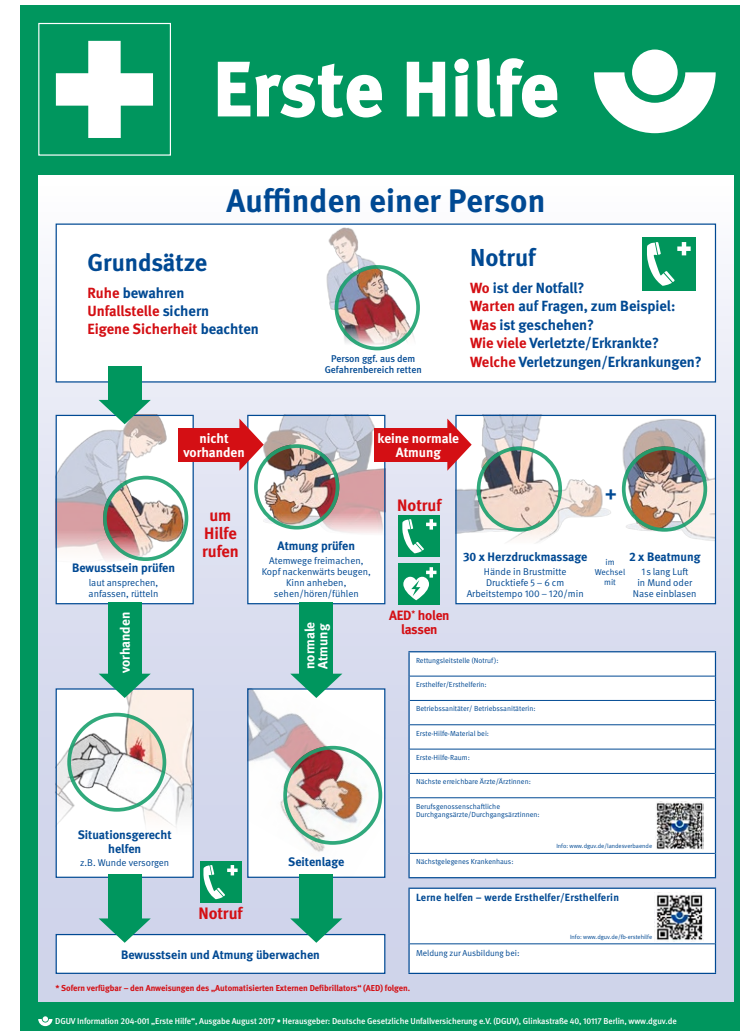 Erste Hilfe
Auffinden einer Person
Grundsätze
Ruhe bewahren
Unfallstelle sichern
Eigene Sicherheit beachten
Person ggf. aus dem
Gefahrenbereich retten
Notruf
Wo ist der Notfall?
Warten auf Fragen, zum Beispiel:
Was ist geschehen?
Wie viele Verletzte/Erkrankte?
Welche Verletzungen/Erkrankungen?
Bewusstsein prüfen
laut ansprechen,
anfassen, rütteln
nicht
vorhanden
um
Hilfe
rufen
Atmung prüfen
Atemwege freimachen,
Kopf nackenwärts beugen,
Kinn anheben,
sehen/hören/fühlen
keine normale
Atmung
Notruf
AED* holen
lassen
30 x Herzdruckmassage
Hände in Brustmitte
Drucktiefe 5 – 6 cm
Arbeitstempo 100 – 120/min
+
im
Wechsel
mit
2 x Beatmung
1 s lang Luft
in Mund oder
Nase einblasen
vorhanden
normale
Atmung
Situationsgerecht
helfen
z.B. Wunde versorgen
Notruf
Seitenlage
Bewusstsein und Atmung überwachen
Rettungsleitstelle (Notruf):
Ersthelfer/Ersthelferin:
Betriebssanitäter/ Betriebssanitäterin:
Erste-Hilfe-Material bei:
Erste-Hilfe-Raum:
Nächste erreichbare Ärzte/Ärztinnen:
Berufsgenossenschaftliche
Durchgangsärzte/Durchgangsärztinnen:
Info: www.dguv.de/landesverbaende
Nächstgelegenes Krankenhaus:
Lerne helfen – werde Ersthelfer/Ersthelferin
Info: www.dguv.de/fb-erstehilfe
Meldung zur Ausbildung bei:
* Sofern verfügbar – den Anweisungen des „Automatisierten Externen Defibrillators“ (AED) folgen.
DGUV Information 204-001 „Erste Hilfe“, Ausgabe August 2017 • Herausgeber: Deutsche Gesetzliche Unfallversicherung e.V. (DGUV), Glinkastraße 40, 10117 Berlin, www.dguv.de